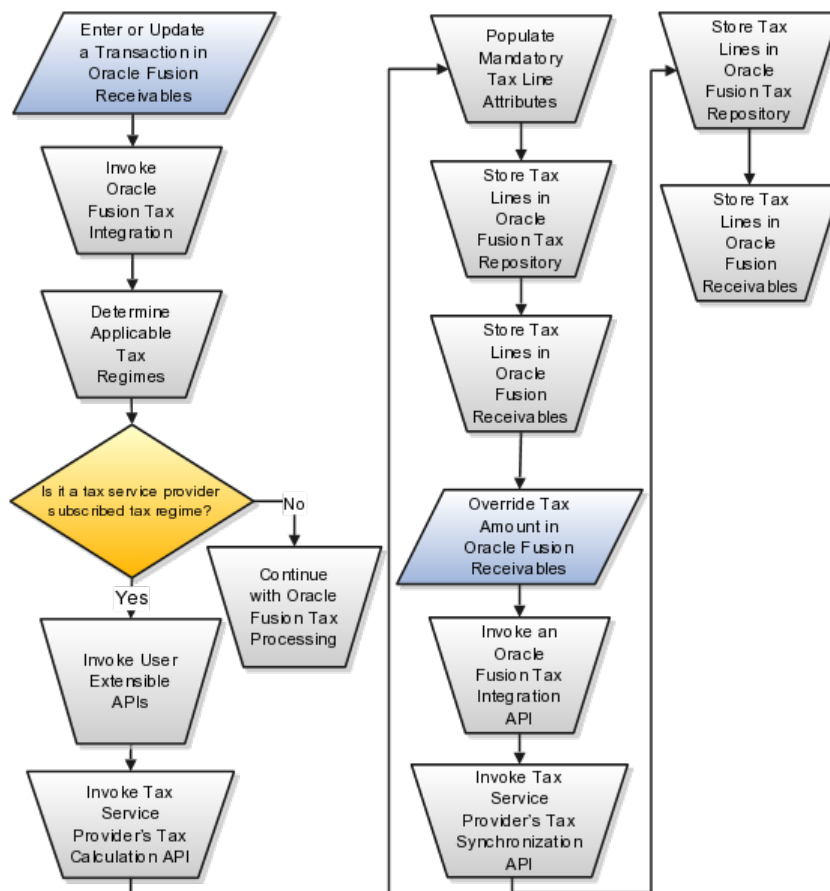 Enter or Update
a Transaction in
Oracle Fusion
Receivables
Invoke
Oracle
Fusion Tax
Integration
Determine
Applicable
Tax
Regimes
Is it a tax service provider
subscribed tax regime?
No
Continue
with Oracle
Fusion Tax
Processing
Yes
Invoke User
Extensible
APIs
Invoke Tax
Service
Provider's Tax
Calculation API
Populate
Mandatory
Tax Line
Attributes
Store Tax
Lines in
Oracle
Fusion Tax
Repository
Store Tax
Lines in
Oracle
Fusion
Receivables
Override Tax
Amount in
Oracle Fusion
Receivables
Invoke an
Oracle
Fusion Tax
Integration
API
Invoke Tax
Service
Provider's Tax
Synchronization
API
Store Tax
Lines in
Oracle
Fusion Tax
Repository
Store Tax
Lines in
Oracle
Fusion
Receivables